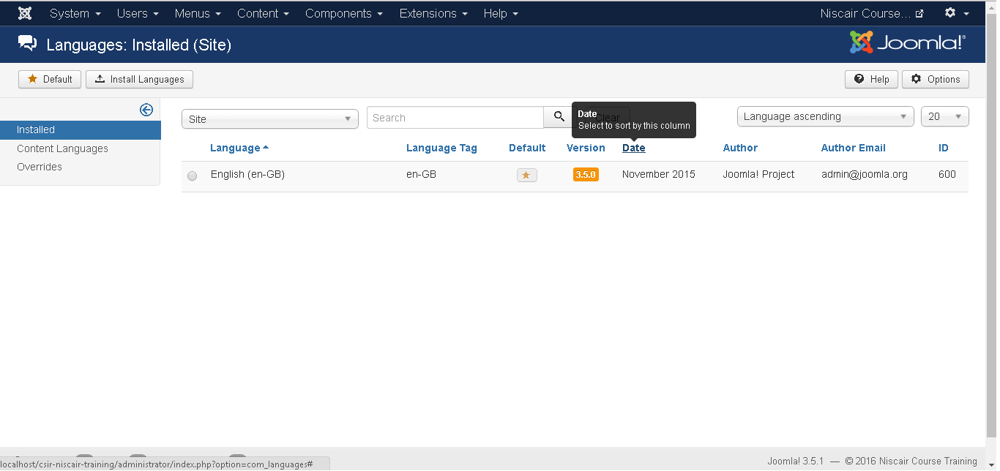 System Users Menus Content Components Extensions Help Niscair Course...
Languages: Installed (Site) Joomla!®
Default Install Languages Help Options
Site Search Clear Language ascending 20
Date
Select to sort by this column
Installed
Content Languages
Overrides
Language Language Tag Default Version Date Author Author Email ID
English (en-GB) en-GB 3.5.0 November 2015 Joomla! Project admin@joomla.org 600
localhost/csir-niscair-training/administrator/index.php?option=com_languages#
Joomla! 3.5.1 — © 2016 Niscair Course Training